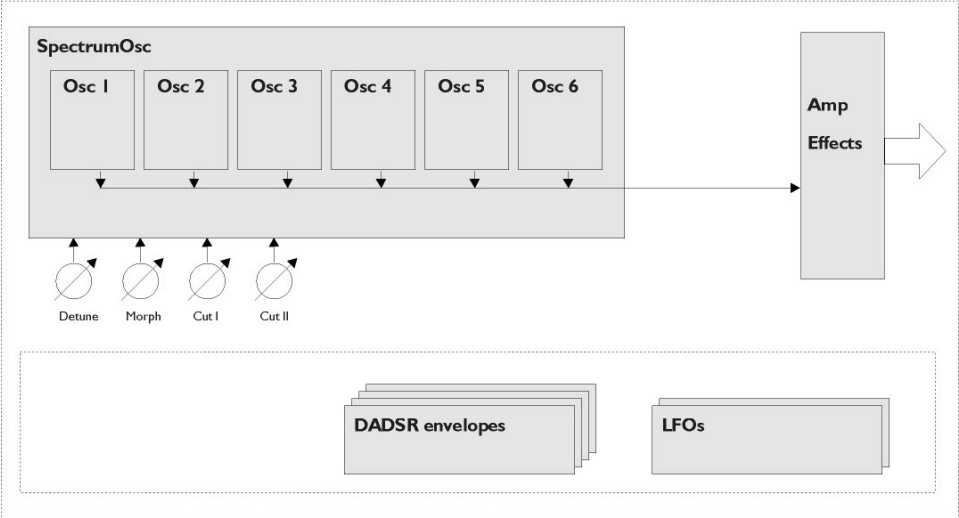 SpectrumOsc
Osc 1
Osc 2
Osc 3
Osc 4
Osc 5
Osc 6
Amp
Effects
Detune
Morph
Cut I
Cut II
DADSR envelopes
LFOs